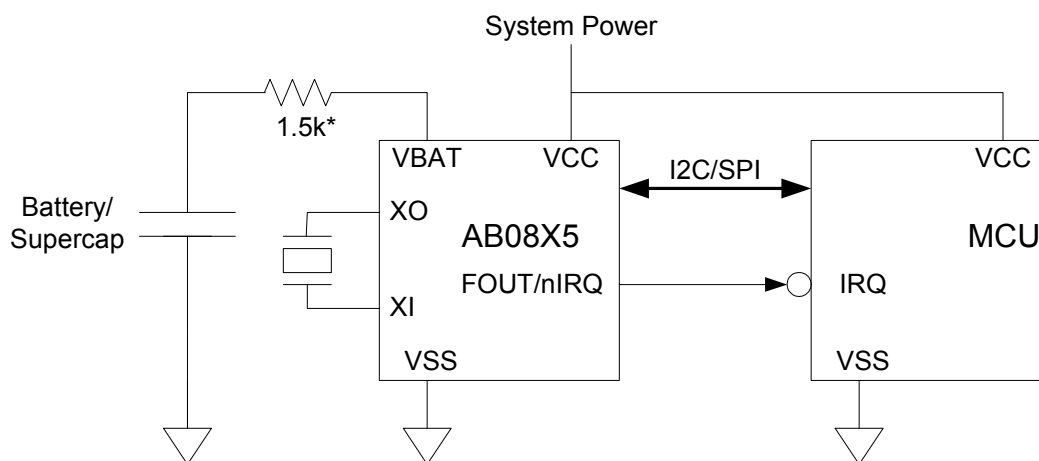 System Power
1.5k*
VBAT
VCC
VCC
I2C/SPI
Battery/
Supercap
XO
AB08X5
MCU
FOUT/nIRQ
IRQ
XI
VSS
VSS